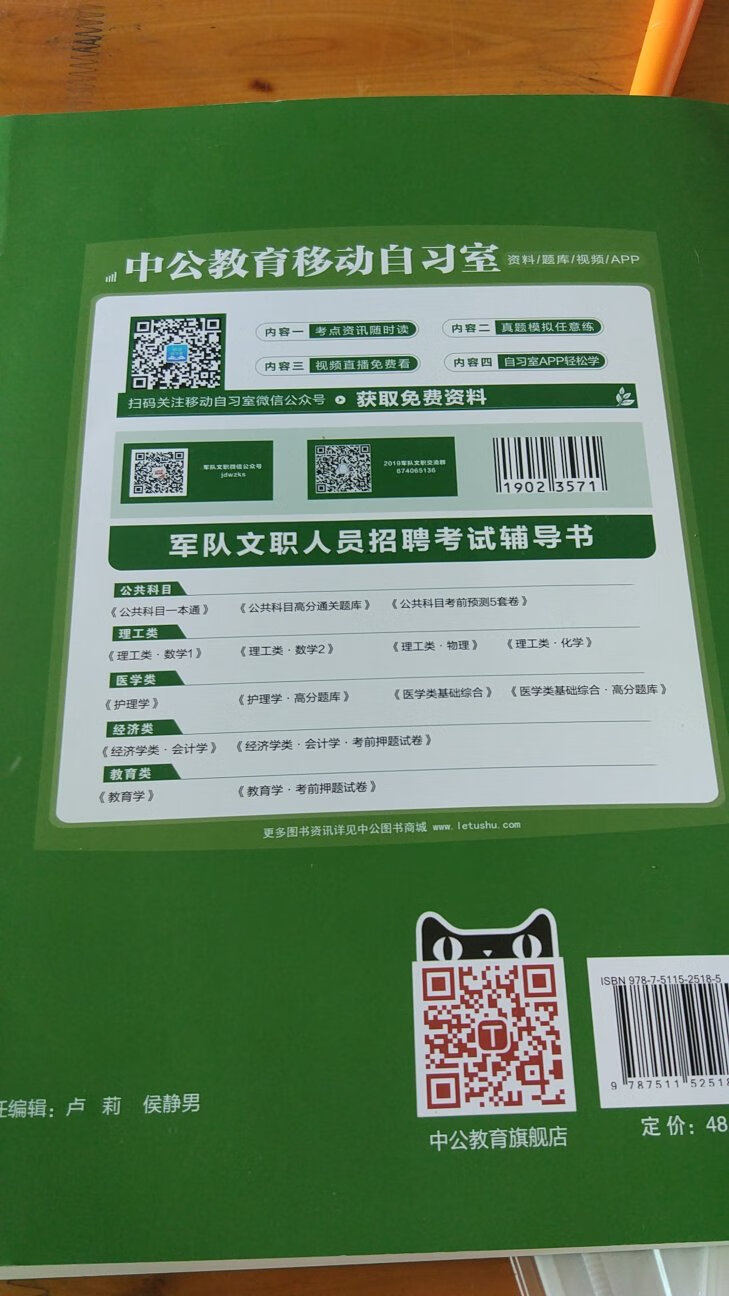 中公教育移动自习室 资料/题库/视频/APP
内容一 考点资讯随时读 内容二 真题模拟任意练
内容三 视频直播免费看 内容四 自习室APP轻松学
扫码关注移动自习室微信公众号 获取免费资料
军队文职微信公众号
jdwzks
2019军队文职交流群
674065136
1902 3571
军队文职人员招聘考试辅导书
公共科目
《公共科目一本通》 《公共科目高分通关题库》 《公共科目考前预测5套卷》
理工类
《理工类·数学1》 《理工类·数学2》 《理工类·物理》 《理工类·化学》
医学类
《护理学》 《护理学·高分题库》 《医学类基础综合》 《医学类基础综合·高分题库》
经济类
《经济学类·会计学》 《经济学类·会计学·考前押题试卷》
教育类
《教育学》 《教育学·考前押题试卷》
更多图书资讯详见中公图书商城 www.letushu.com
T
ISBN 978-7-5115-2518-5
9 787511 52518
任编辑：卢 莉 侯静男
中公教育旗舰店
定价：48